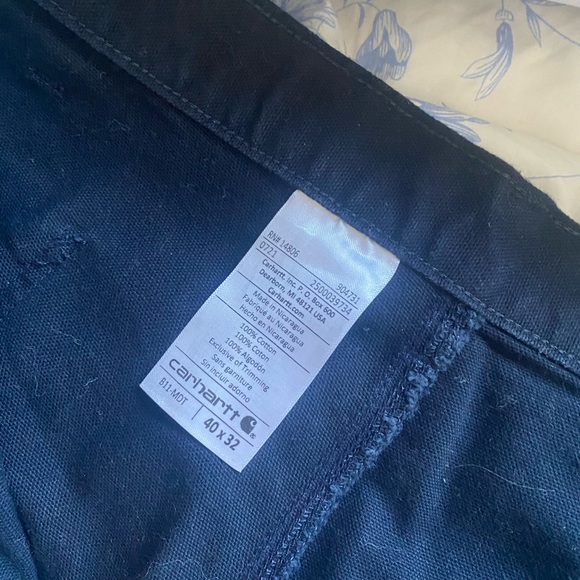 RN# 14806 904731
0721 2500039734
Carhartt, Inc. P. O. Box 600
Dearborn, MI 48121 USA
Carhartt.com
Made in Nicaragua
Fabriqué au Nicaragua
Hecho en Nicaragua
100% Cotton
100% Cotton
100% Algodón
Exclusive of Trimming
Sans garniture
Sin incluir adorno
carhartt
B11-MDT 40 x 32